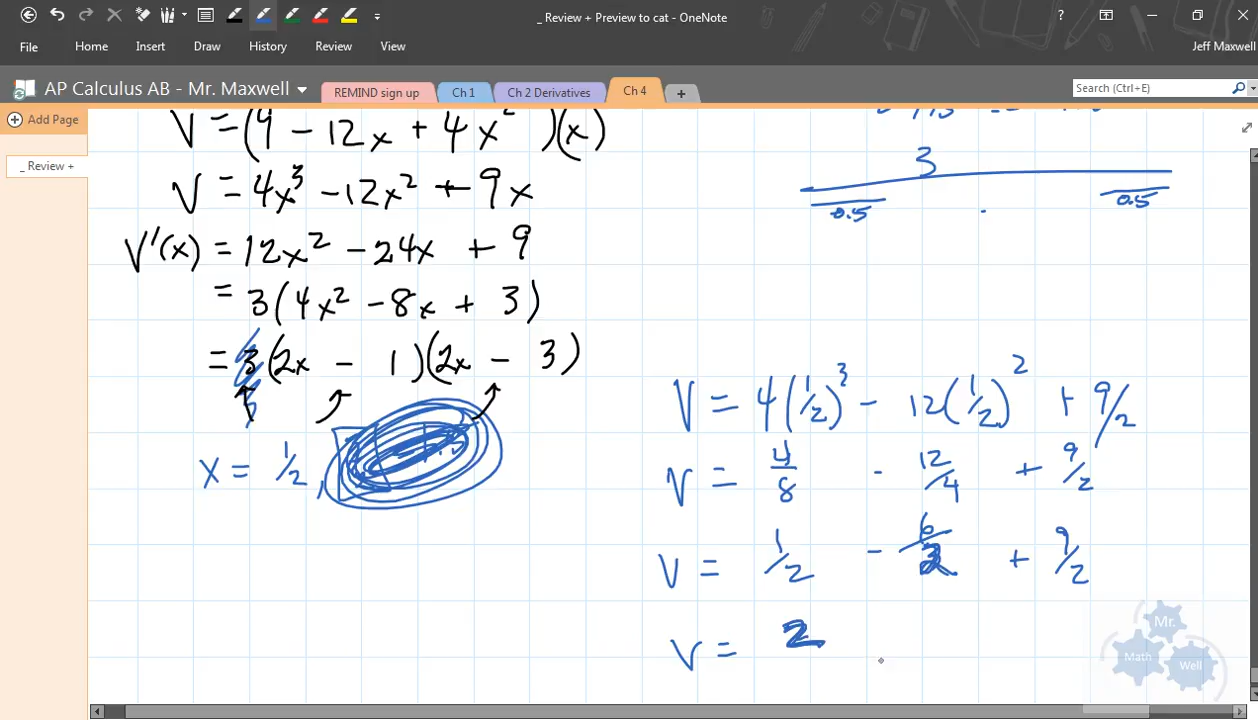 _ Review + Preview to cat - OneNote
?
File
Home
Insert
Draw
History
Review
View
Jeff Maxwell
AP Calculus AB - Mr. Maxwell
REMIND sign up
Ch 1
Ch 2 Derivatives
Ch 4
+
Search (Ctrl+E)
Add Page
_ Review +
V = (9 - 12x + 4x²)(x)
V = 4x³ - 12x² + 9x
V'(x) = 12x² - 24x + 9
= 3(4x² - 8x + 3)
= 3(2x - 1)(2x - 3)
x = 1/2,
3
0.5
0.5
V = 4(1/2)³ - 12(1/2)² + 9/2
V = 4/8 - 12/4 + 9/2
V = 1/2 - 6/2 + 9/2
V = 2
Mr.
Math
Well